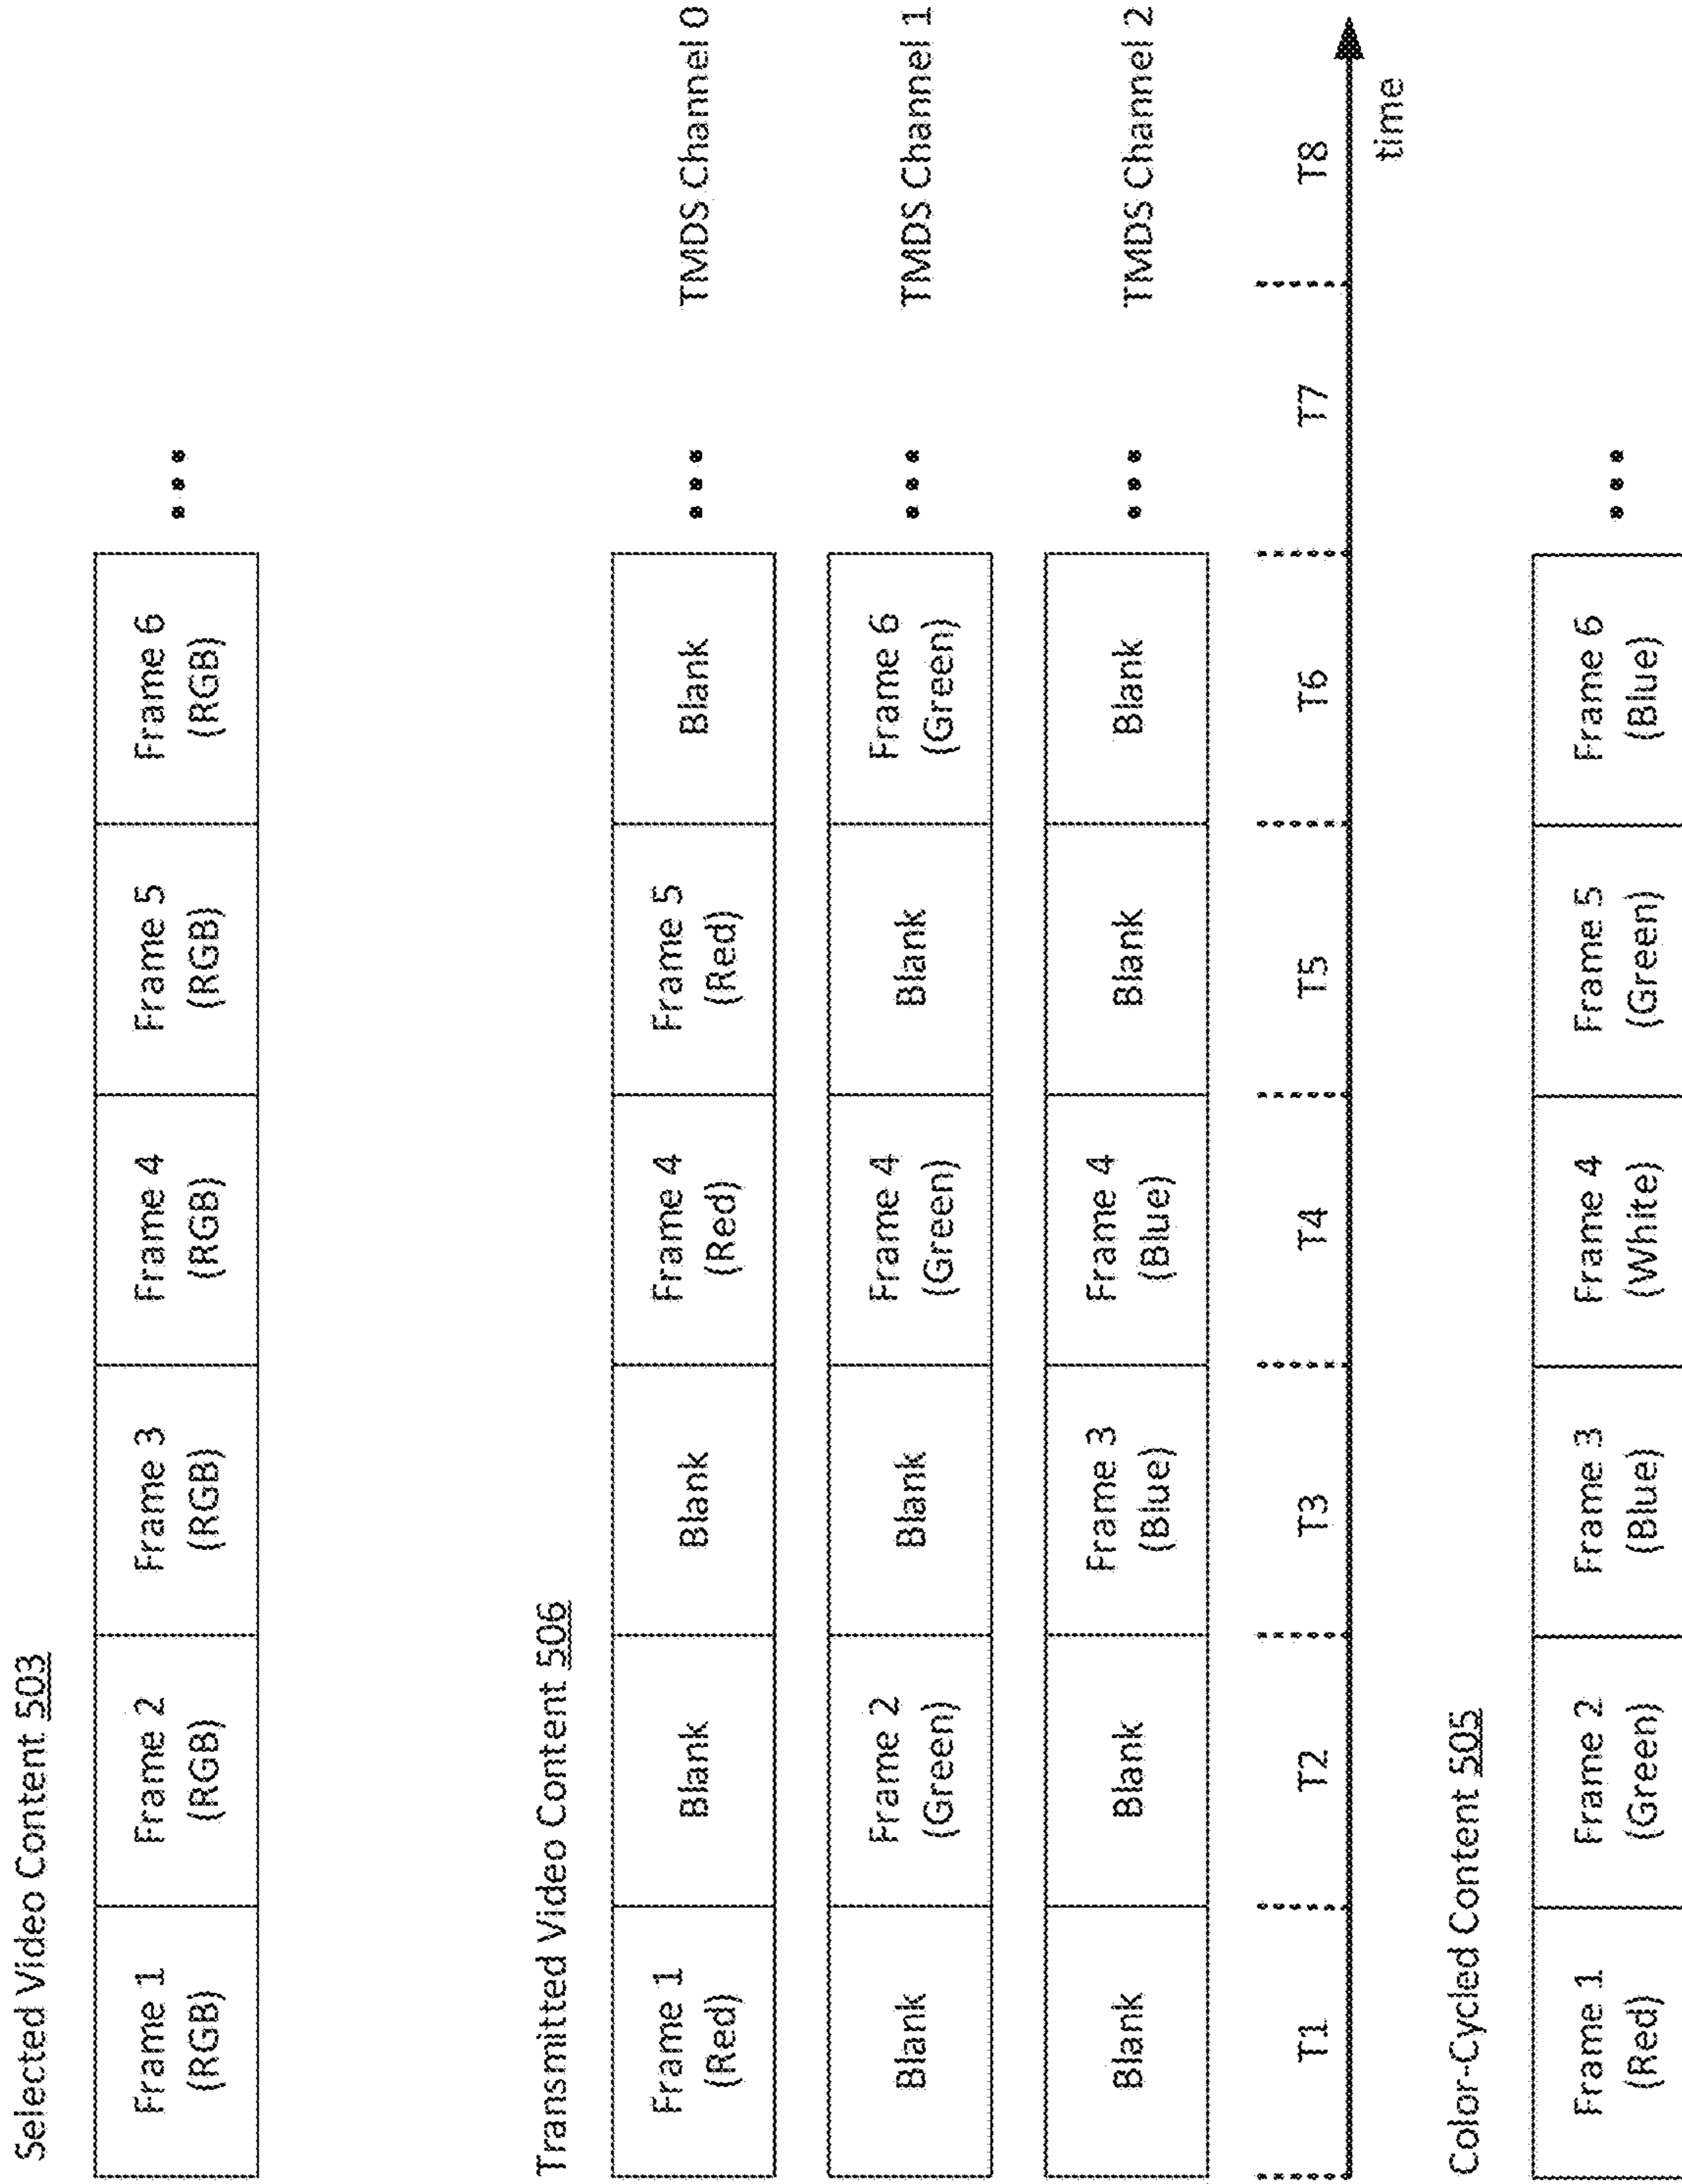 Selected Video Content 503
Frame 1
(RGB)
Frame 2
(RGB)
Frame 3
(RGB)
Frame 4
(RGB)
Frame 5
(RGB)
Frame 6
(RGB)
Transmitted Video Content 506
Frame 1
(Red)
Blank
Blank
Frame 4
(Red)
Frame 5
(Red)
Blank
TMDS Channel 0
Blank
Frame 2
(Green)
Blank
Frame 4
(Green)
Blank
Frame 6
(Green)
TMDS Channel 1
Blank
Blank
Frame 3
(Blue)
Frame 4
(Blue)
Blank
Blank
TMDS Channel 2
T1
T2
T3
T4
T5
T6
T7
T8
time
Color-Cycled Content 505
Frame 1
(Red)
Frame 2
(Green)
Frame 3
(Blue)
Frame 4
(White)
Frame 5
(Green)
Frame 6
(Blue)